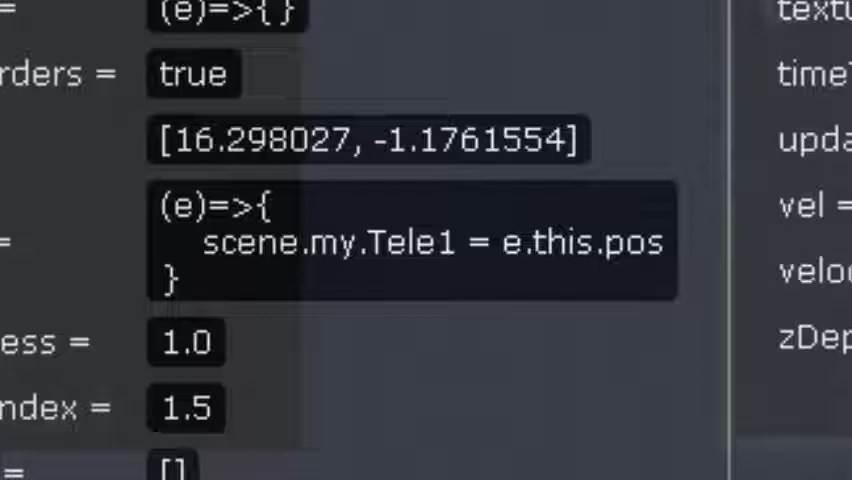 = (e)=>{}
rders = true
[16.298027, -1.1761554]
= (e)=>{
scene.my.Tele1 = e.this.pos
}
ess = 1.0
ndex = 1.5
= []
textu
time
upda
vel =
veloc
zDep